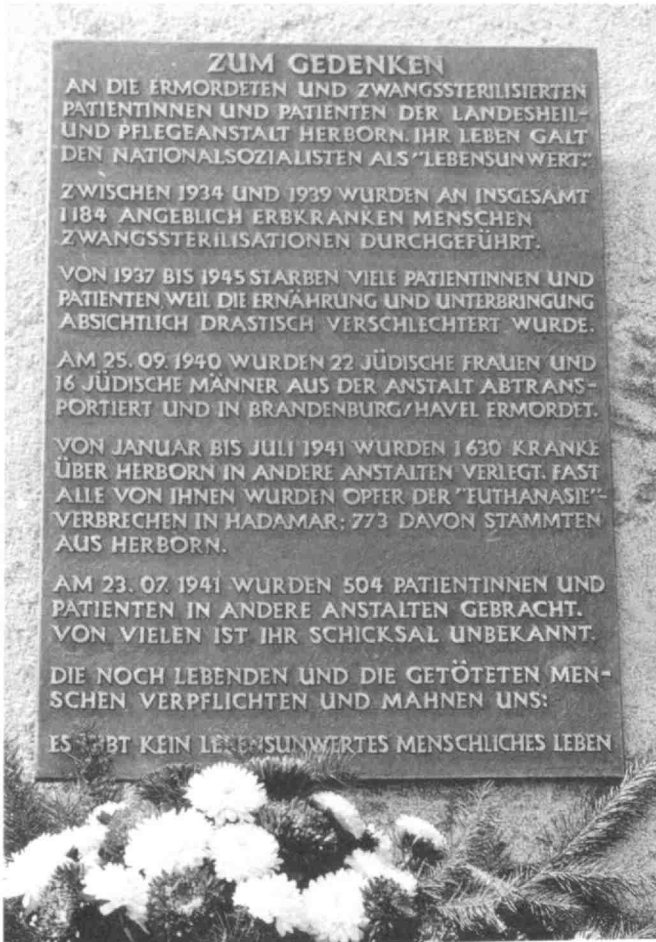 ZUM GEDENKEN
AN DIE ERMORDETEN UND ZWANGSSTERILISIERTEN
PATIENTINNEN UND PATIENTEN DER LANDESHEIL-
UND PFLEGEANSTALT HERBORN. IHR LEBEN GALT
DEN NATIONALSOZIALISTEN ALS "LEBENSUNWERT".
ZWISCHEN 1934 UND 1939 WURDEN AN INSGESAMT
1184 ANGEBLICH ERBKRANKEN MENSCHEN
ZWANGSSTERILISATIONEN DURCHGEFÜHRT.
VON 1937 BIS 1945 STARBEN VIELE PATIENTINNEN UND
PATIENTEN, WEIL DIE ERNÄHRUNG UND UNTERBRINGUNG
ABSICHTLICH DRASTISCH VERSCHLECHTERT WURDE.
AM 25. 09. 1940 WURDEN 22 JÜDISCHE FRAUEN UND
16 JÜDISCHE MÄNNER AUS DER ANSTALT ABTRANS-
PORTIERT UND IN BRANDENBURG/HAVEL ERMORDET.
VON JANUAR BIS JULI 1941 WURDEN 1630 KRANKE
ÜBER HERBORN IN ANDERE ANSTALTEN VERLEGT. FAST
ALLE VON IHNEN WURDEN OPFER DER "EUTHANASIE"-
VERBRECHEN IN HADAMAR; 773 DAVON STAMMTEN
AUS HERBORN.
AM 23. 07. 1941 WURDEN 504 PATIENTINNEN UND
PATIENTEN IN ANDERE ANSTALTEN GEBRACHT.
VON VIELEN IST IHR SCHICKSAL UNBEKANNT.
DIE NOCH LEBENDEN UND DIE GETÖTETEN MEN-
SCHEN VERPFLICHTEN UND MAHNEN UNS:
ES GIBT KEIN LEBENSUNWERTES MENSCHLICHES LEBEN